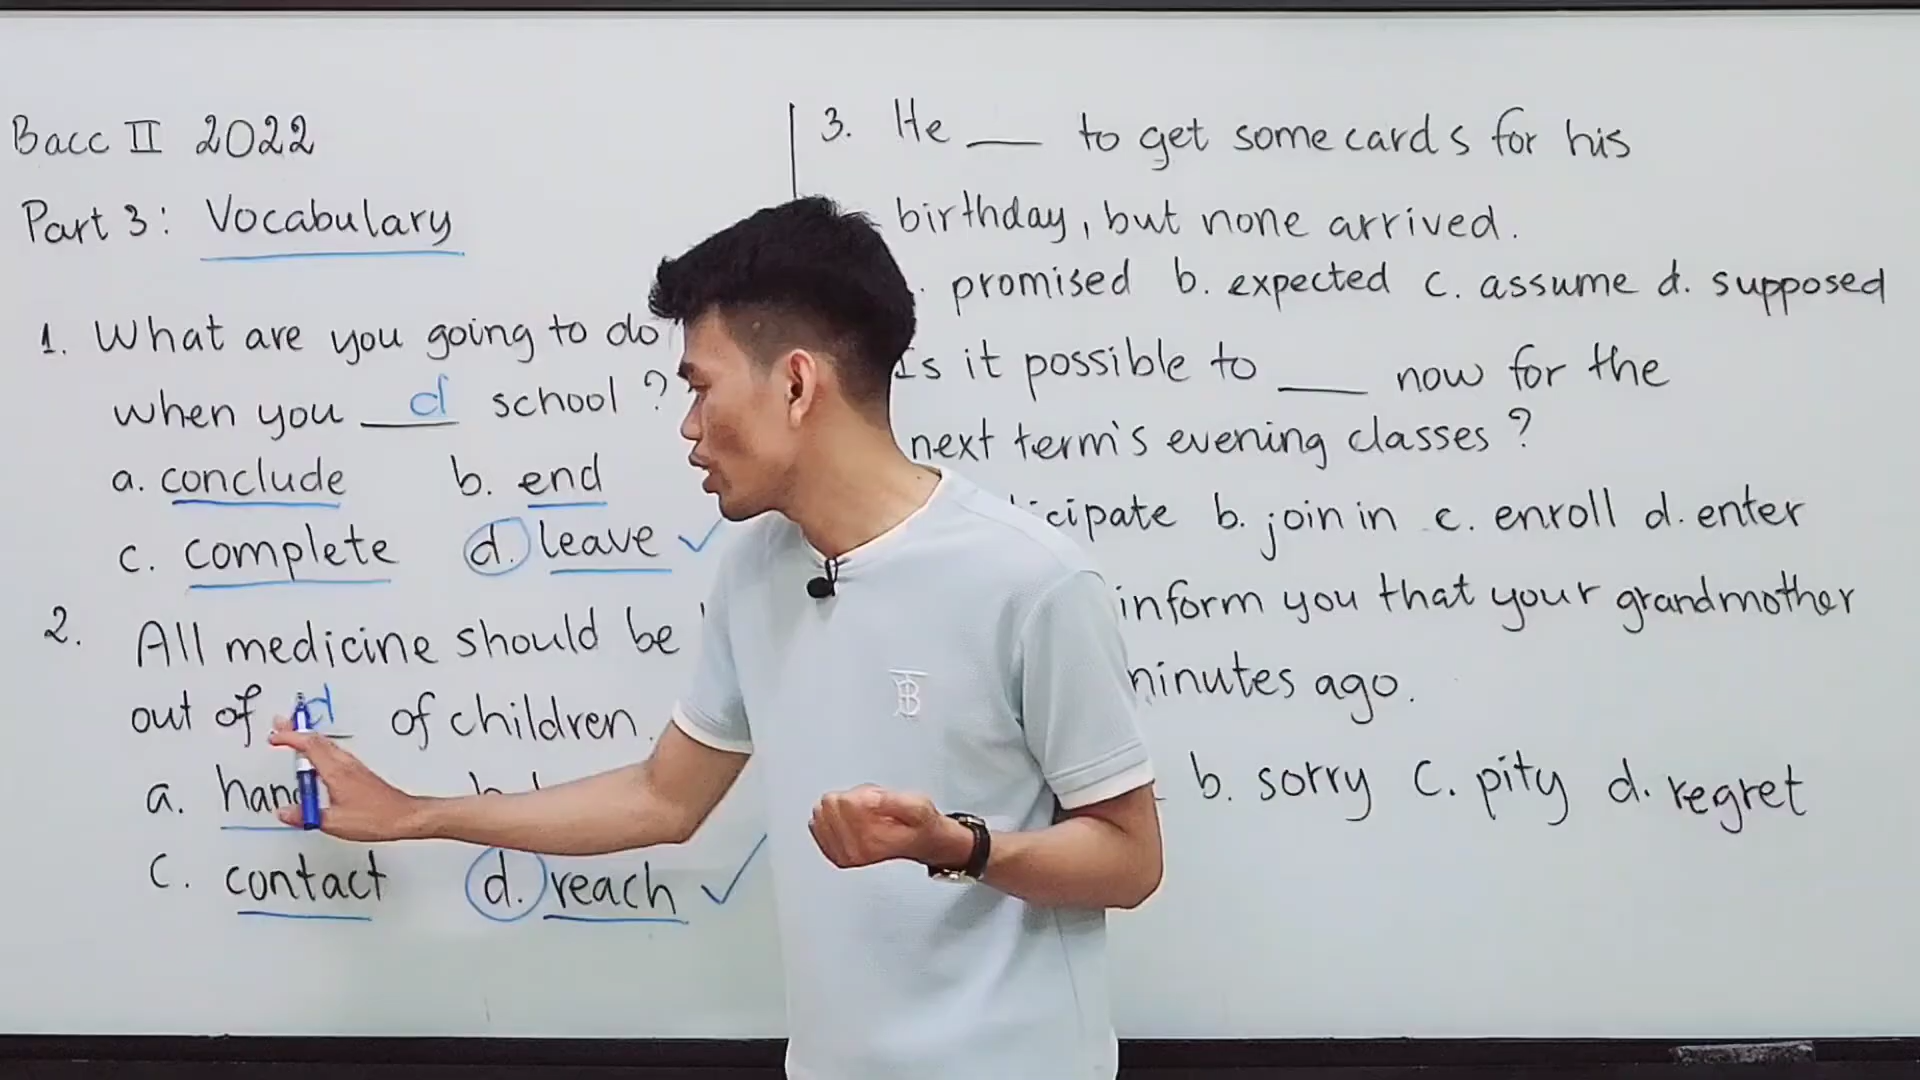 Bacc II 2022
Part 3: Vocabulary
1. What are you going to do
when you d school ?
a. conclude b. end
c. complete d. leave ✓
2. All medicine should be
out of d of children.
a.
c. contact d. reach ✓
3. He ___ to get some cards for his
birthday, but none arrived.
promised b. expected c. assume d. supposed
Is it possible to ___ now for the
next term's evening classes ?
b. join in c. enroll d. enter
inform you that your grandmother
minutes ago.
b. sorry c. pity d. regret